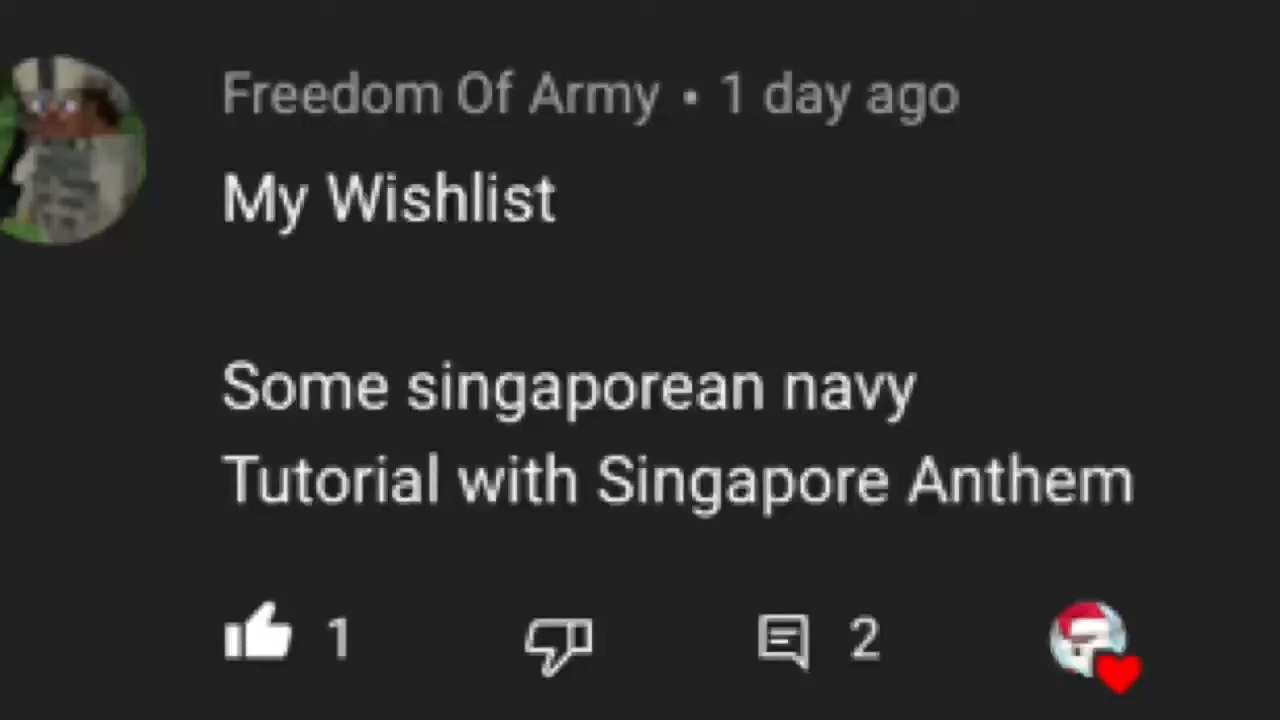 Freedom Of Army • 1 day ago
My Wishlist
Some singaporean navy
Tutorial with Singapore Anthem
1 2